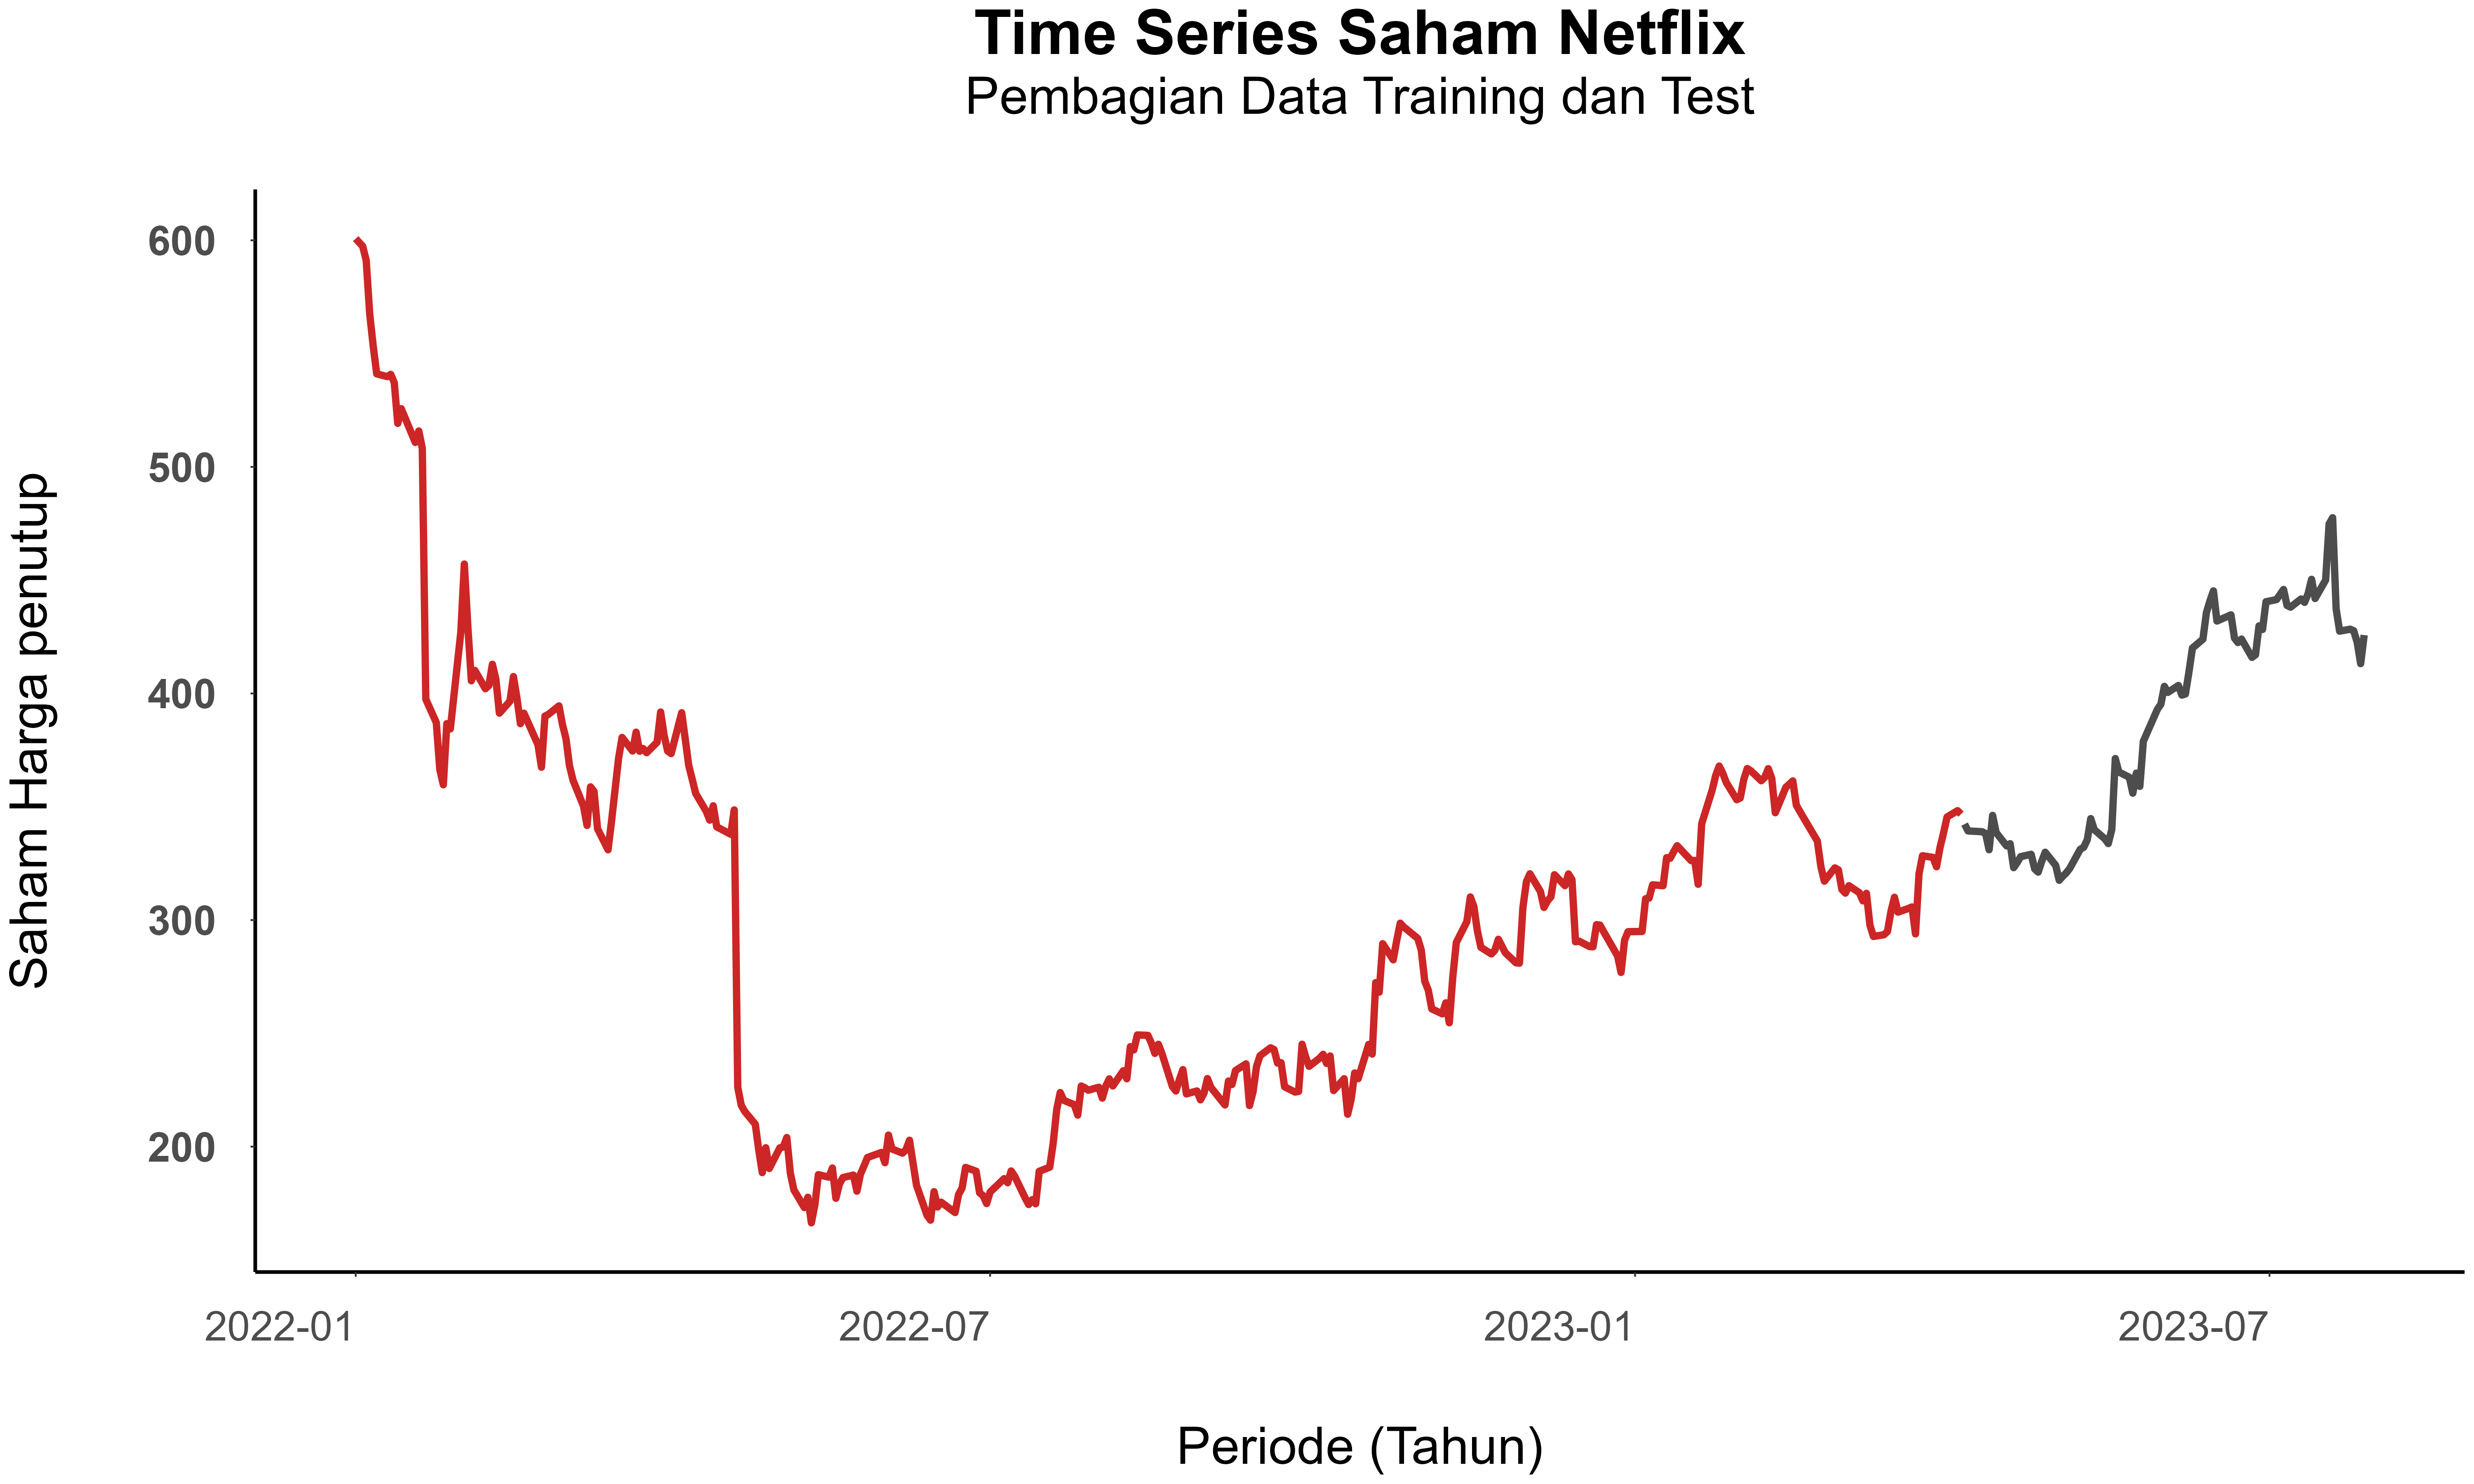 Time Series Saham Netflix
Pembagian Data Training dan Test
Saham Harga penutup
600
500
400
300
200
2022-01
2022-07
2023-01
2023-07
Periode (Tahun)